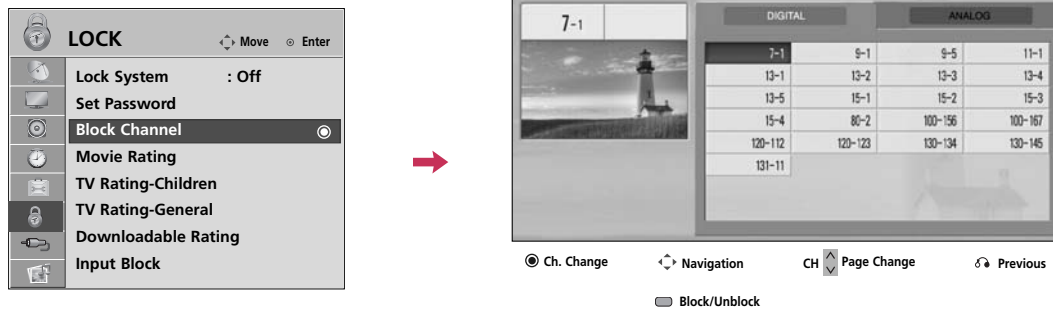 LOCK
Move Enter
Lock System : Off
Set Password
Block Channel
Movie Rating
TV Rating-Children
TV Rating-General
Downloadable Rating
Input Block
7-1
DIGITAL ANALOG
7-1 9-1 9-5 11-1
13-1 13-2 13-3 13-4
13-5 15-1 15-2 15-3
15-4 80-2 100-156 100-167
120-112 120-123 130-134 130-145
131-11
Ch. Change Navigation CH Page Change Previous
Block/Unblock